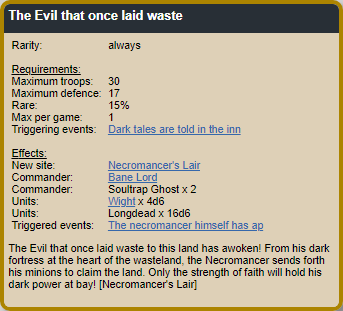 The Evil that once laid waste
Rarity: always
Requirements:
Maximum troops: 30
Maximum defence: 17
Rare: 15%
Max per game: 1
Triggering events: Dark tales are told in the inn
Effects:
New site: Necromancer's Lair
Commander: Bane Lord
Commander: Soultrap Ghost x 2
Units: Wight x 4d6
Units: Longdead x 16d6
Triggered events: The necromancer himself has ap
The Evil that once laid waste to this land has awoken! From his dark
fortress at the heart of the wasteland, the Necromancer sends forth
his minions to claim the land. Only the strength of faith will hold his
dark power at bay! [Necromancer's Lair]